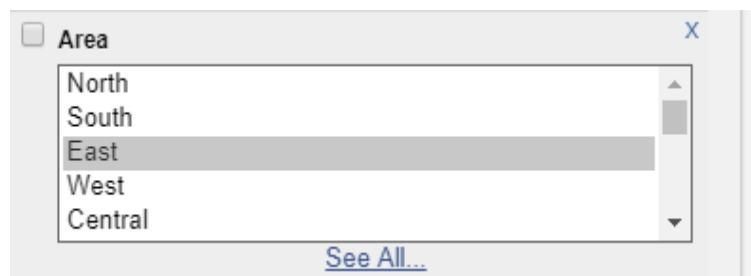 Area X
North
South
East
West
Central
See All...